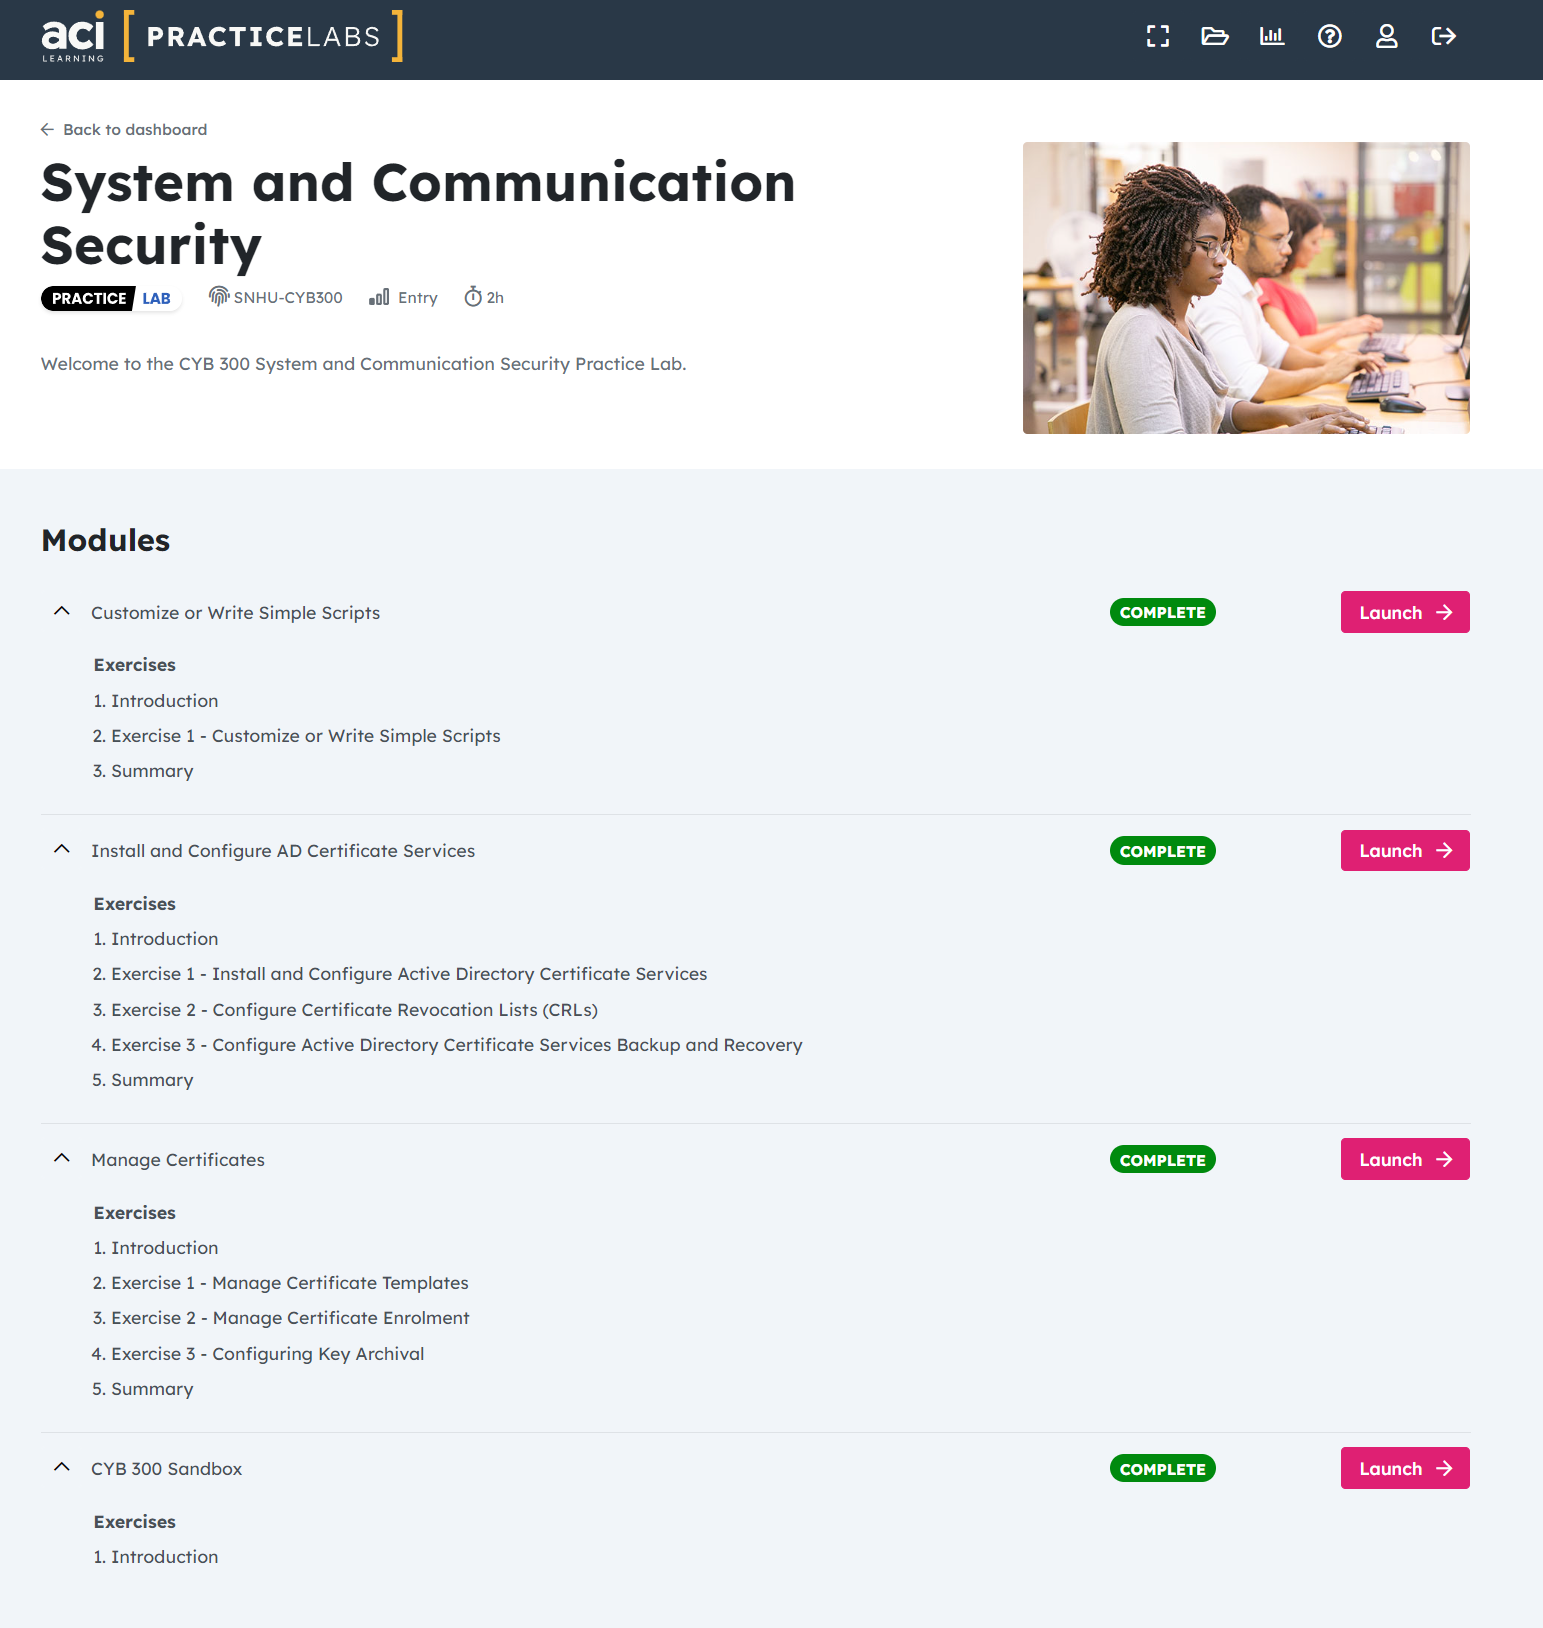 aci
LEARNING
PRACTICELABS
Back to dashboard
System and Communication
Security
PRACTICE LAB
SNHU-CYB300
Entry
2h
Welcome to the CYB 300 System and Communication Security Practice Lab.
Modules
Customize or Write Simple Scripts
COMPLETE
Launch
Exercises
1. Introduction
2. Exercise 1 - Customize or Write Simple Scripts
3. Summary
Install and Configure AD Certificate Services
COMPLETE
Launch
Exercises
1. Introduction
2. Exercise 1 - Install and Configure Active Directory Certificate Services
3. Exercise 2 - Configure Certificate Revocation Lists (CRLs)
4. Exercise 3 - Configure Active Directory Certificate Services Backup and Recovery
5. Summary
Manage Certificates
COMPLETE
Launch
Exercises
1. Introduction
2. Exercise 1 - Manage Certificate Templates
3. Exercise 2 - Manage Certificate Enrolment
4. Exercise 3 - Configuring Key Archival
5. Summary
CYB 300 Sandbox
COMPLETE
Launch
Exercises
1. Introduction